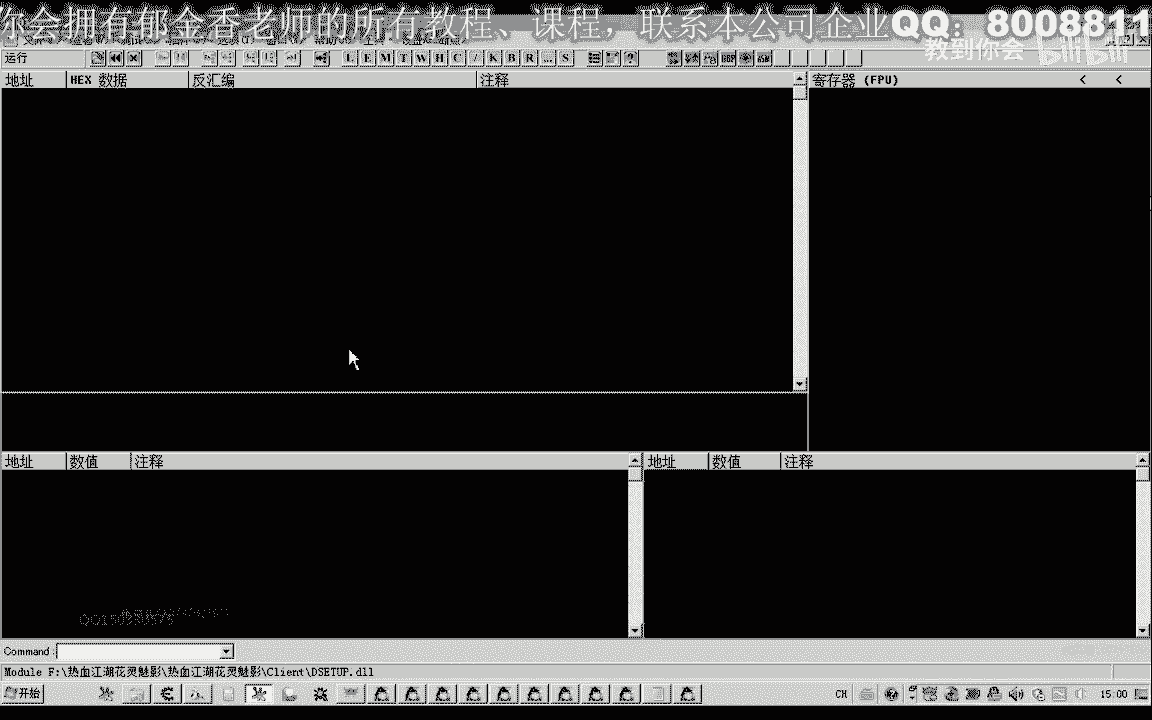 你会拥有郁金香老师的所有教程、课程，联系本公司企业QQ：8008811
教到你会 bilibili
运行 L E M T W H C / K B R ... S
地址 HEX 数据 反汇编 注释 寄存器 (FPU) < <
地址 数值 注释 地址 数值 注释
Command:
Module F:\热血江湖花灵魅影\热血江湖花灵魅影\Client\DSETUP.dll
开始 CH 15:00